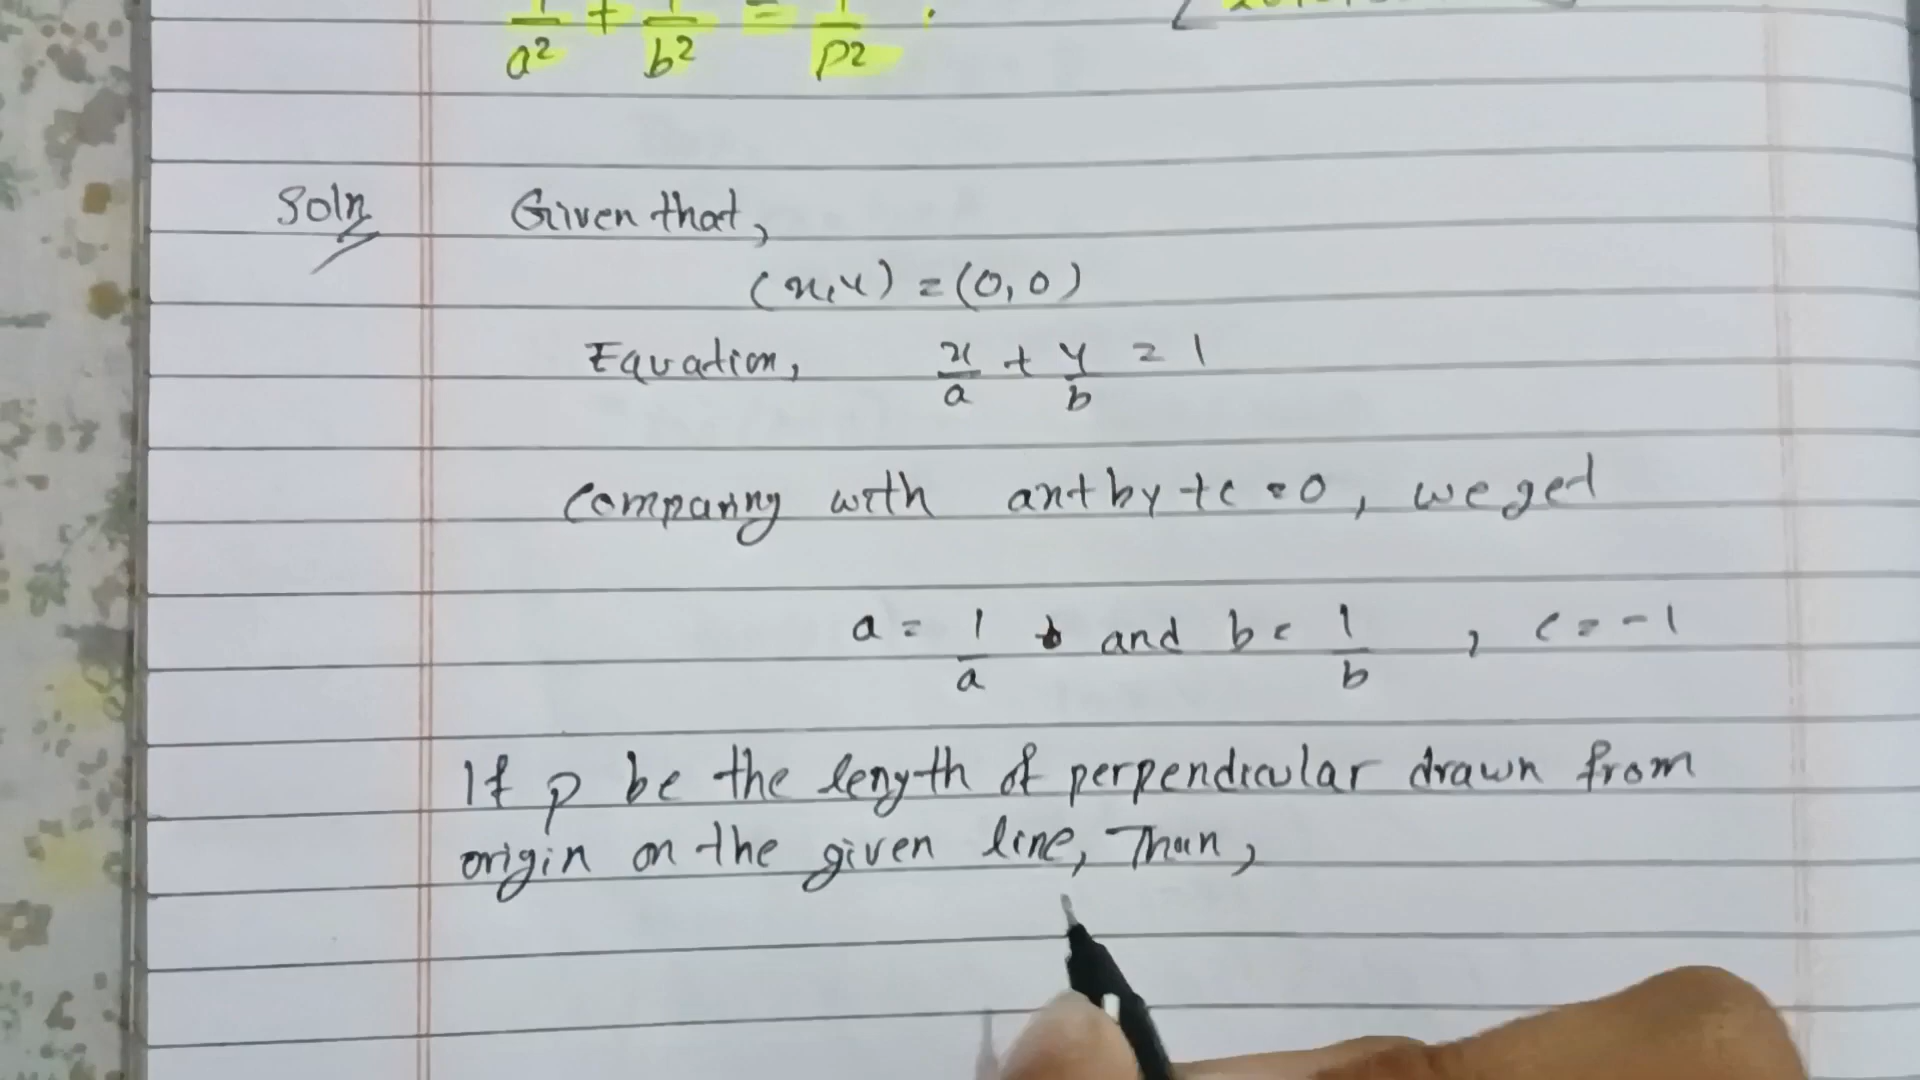 1/a² + 1/b² = 1/p².
Soln Given that,
(x,y) = (0,0)
Equation, x/a + y/b = 1
Comparing with ax+by+c=0, we get
a = 1/a and b = 1/b , c = -1
If p be the length of perpendicular drawn from
origin on the given line, Then,